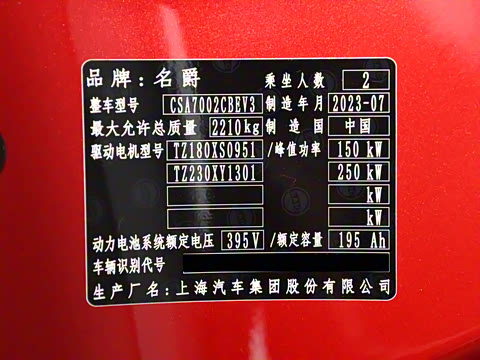 品牌：名爵 乘坐人数 2
整车型号 CSA7002CBEV3 制造年月 2023-07
最大允许总质量 2210kg 制造国 中国
驱动电机型号 TZ180XS0951 /峰值功率 150 kW
TZ230XY1301 250 kW
kW
kW
动力电池系统额定电压 395V /额定容量 195 Ah
车辆识别代号
生产厂名：上海汽车集团股份有限公司